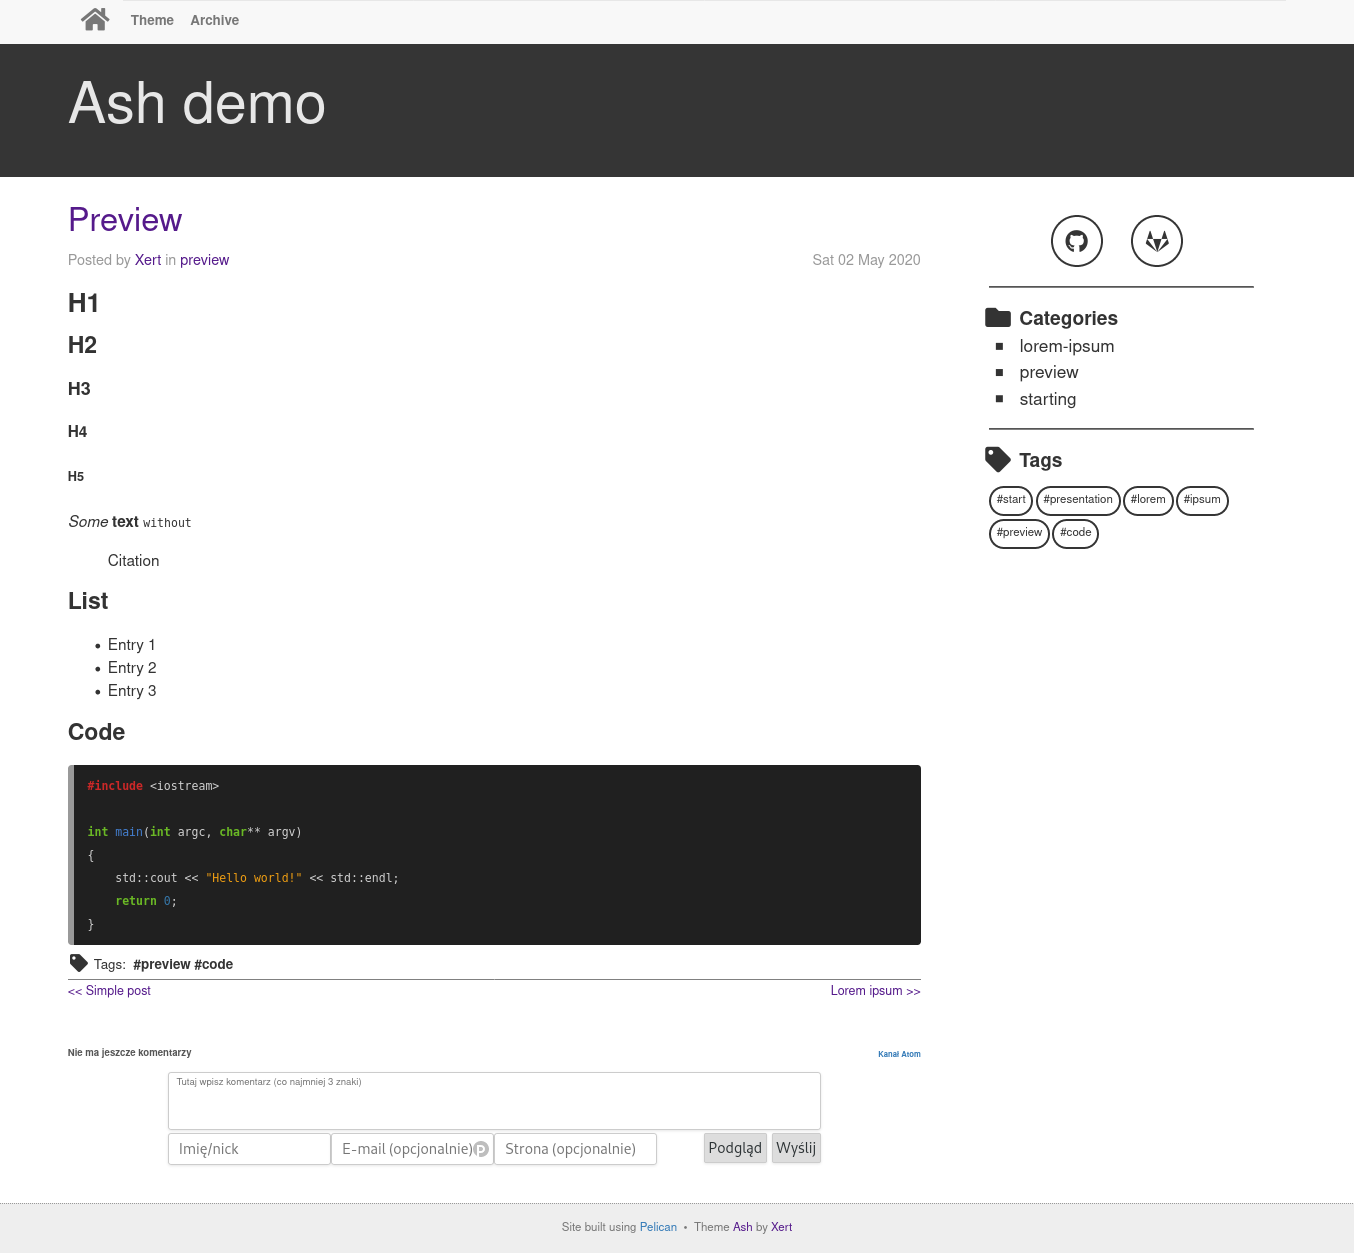 Theme Archive
Ash demo
Preview
Posted by Xert in preview
Sat 02 May 2020
H1
H2
H3
H4
H5
Some text without
Citation
List
• Entry 1
• Entry 2
• Entry 3
Code
#include <iostream>
int main(int argc, char** argv)
{
    std::cout << "Hello world!" << std::endl;
    return 0;
}
Tags: #preview #code
<< Simple post
Lorem ipsum >>
Nie ma jeszcze komentarzy
Kanał Atom
Tutaj wpisz komentarz (co najmniej 3 znaki)
Imię/nick
E-mail (opcjonalnie)
Strona (opcjonalnie)
Podgląd
Wyślij
Categories
lorem-ipsum
preview
starting
Tags
#start #presentation #lorem #ipsum
#preview #code
Site built using Pelican • Theme Ash by Xert